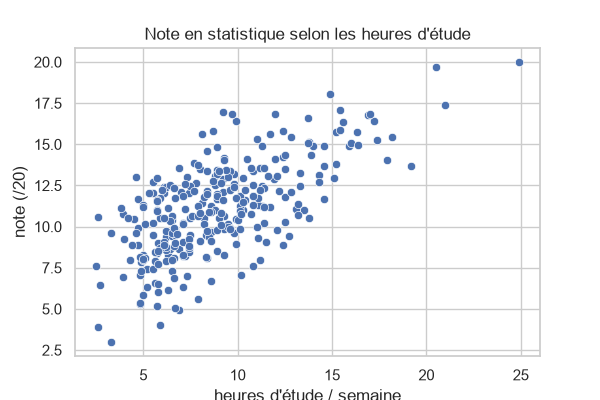 Note en statistique selon les heures d'étude
20.0
17.5
15.0
12.5
10.0
7.5
5.0
2.5
note (/20)
5 10 15 20 25
heures d'étude / semaine